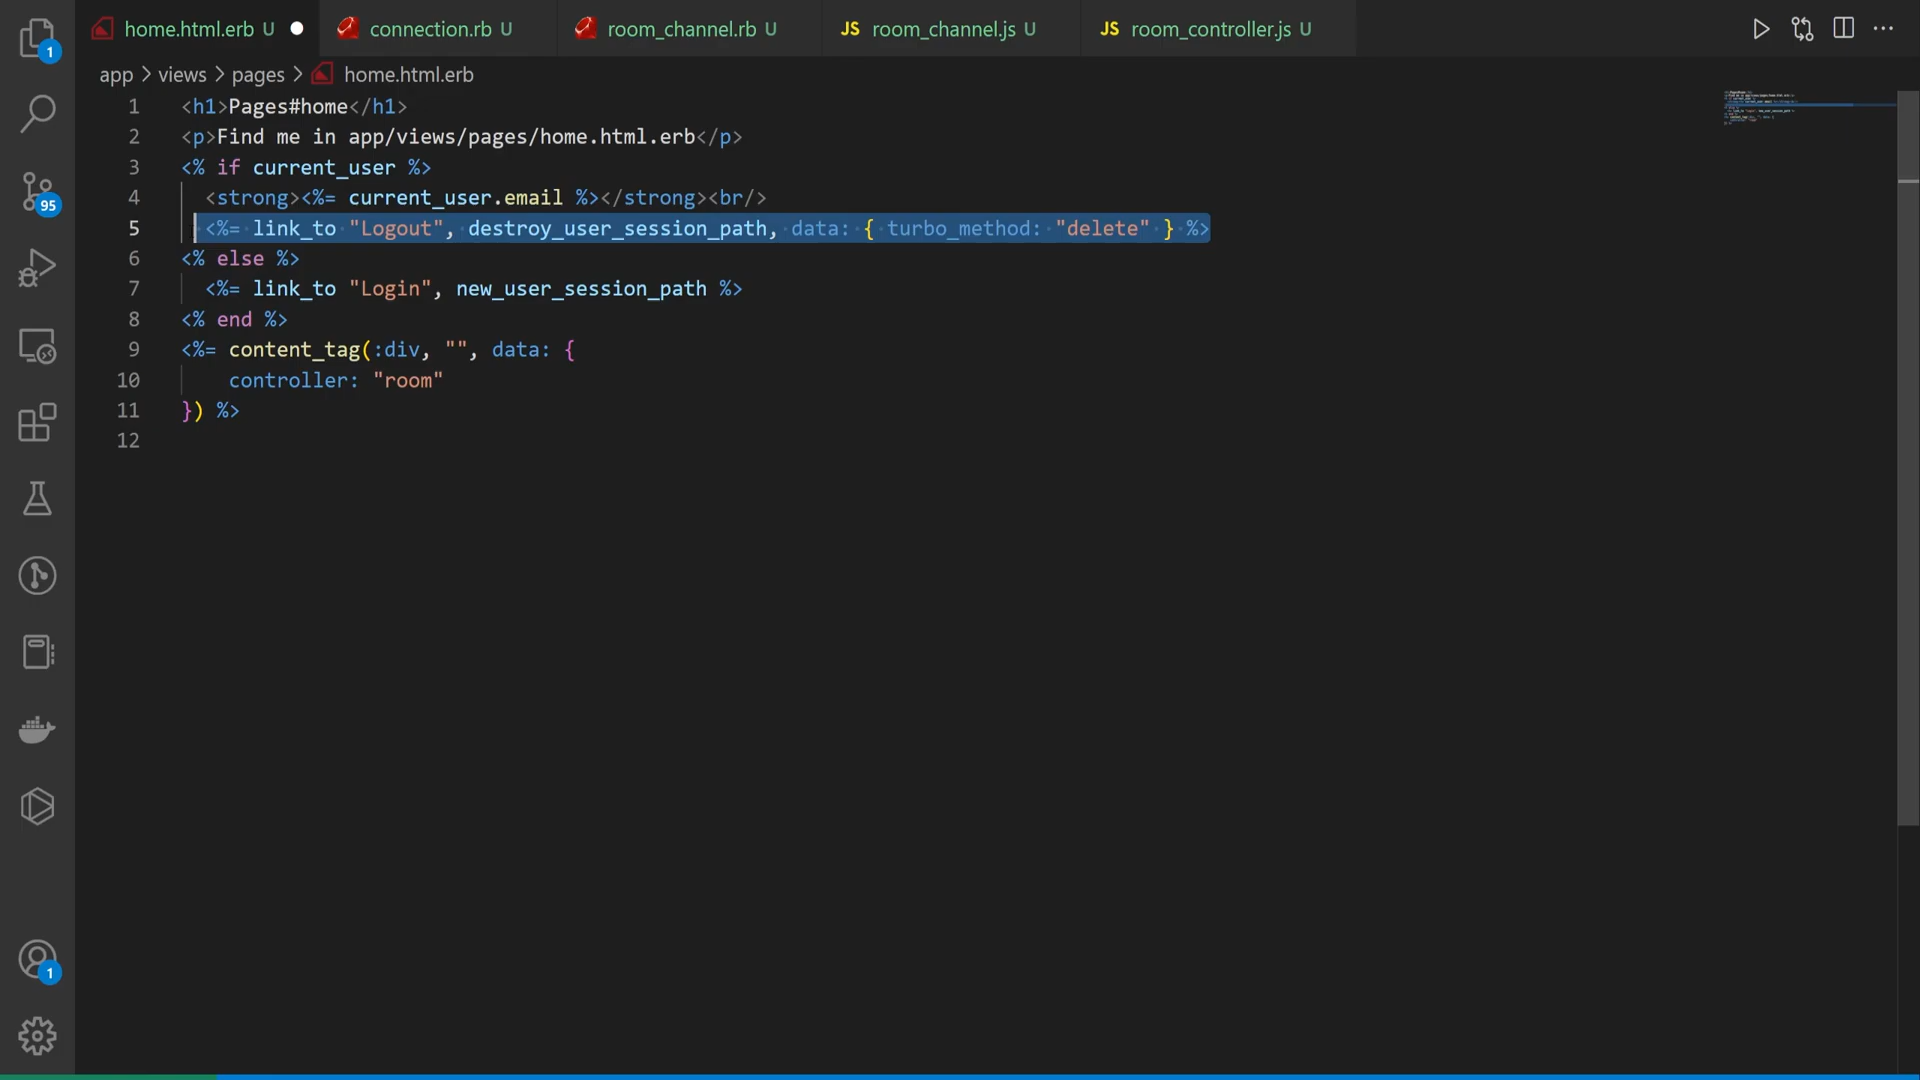 home.html.erb U
connection.rb U
room_channel.rb U
JS room_channel.js U
JS room_controller.js U
app > views > pages > home.html.erb
1 <h1>Pages#home</h1>
2 <p>Find me in app/views/pages/home.html.erb</p>
3 <% if current_user %>
4 <strong><%= current_user.email %></strong><br/>
5 <%= link_to "Logout", destroy_user_session_path, data: { turbo_method: "delete" } %>
6 <% else %>
7 <%= link_to "Login", new_user_session_path %>
8 <% end %>
9 <%= content_tag(:div, "", data: {
10 controller: "room"
11 }) %>
12
1
95
1